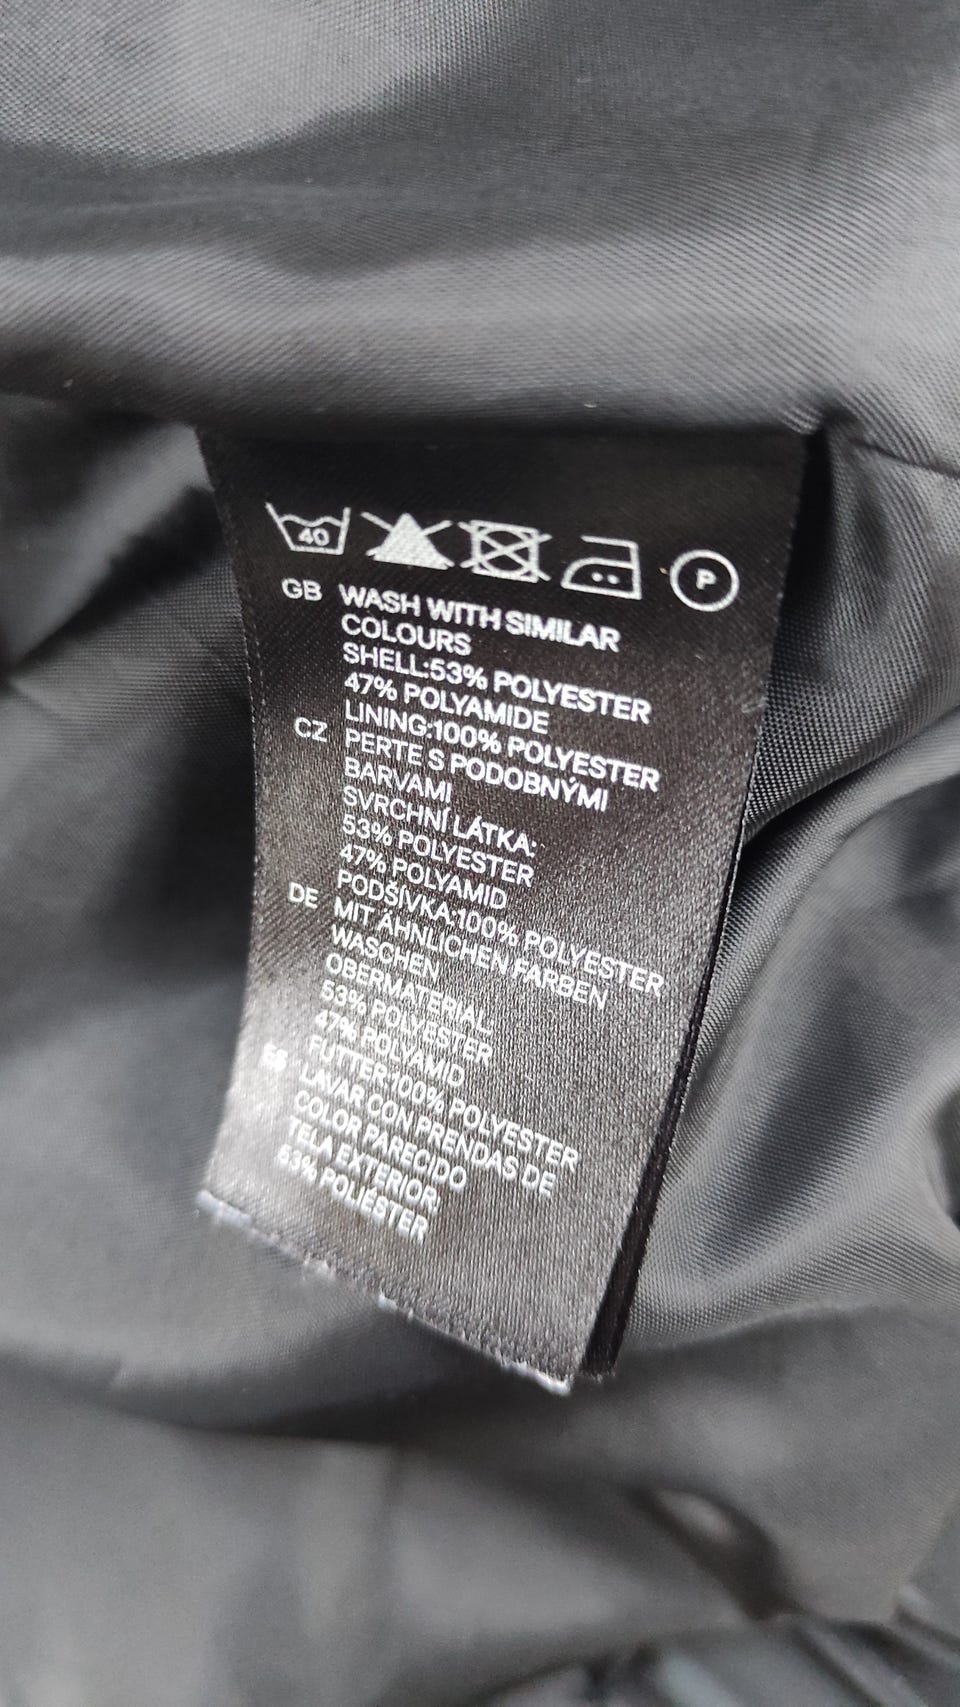 40
P
GB WASH WITH SIMILAR
COLOURS
SHELL:53% POLYESTER
47% POLYAMIDE
LINING:100% POLYESTER
CZ PERTE S PODOBNÝMI
BARVAMI
SVRCHNÍ LÁTKA:
53% POLYESTER
47% POLYAMID
PODŠÍVKA:100% POLYESTER
DE MIT ÄHNLICHEN FARBEN
WASCHEN
OBERMATERIAL:
53% POLYESTER
47% POLYAMID
FUTTER:100% POLYESTER
ES LAVAR CON PRENDAS DE
COLOR PARECIDO
TELA EXTERIOR:
53% POLIÉSTER